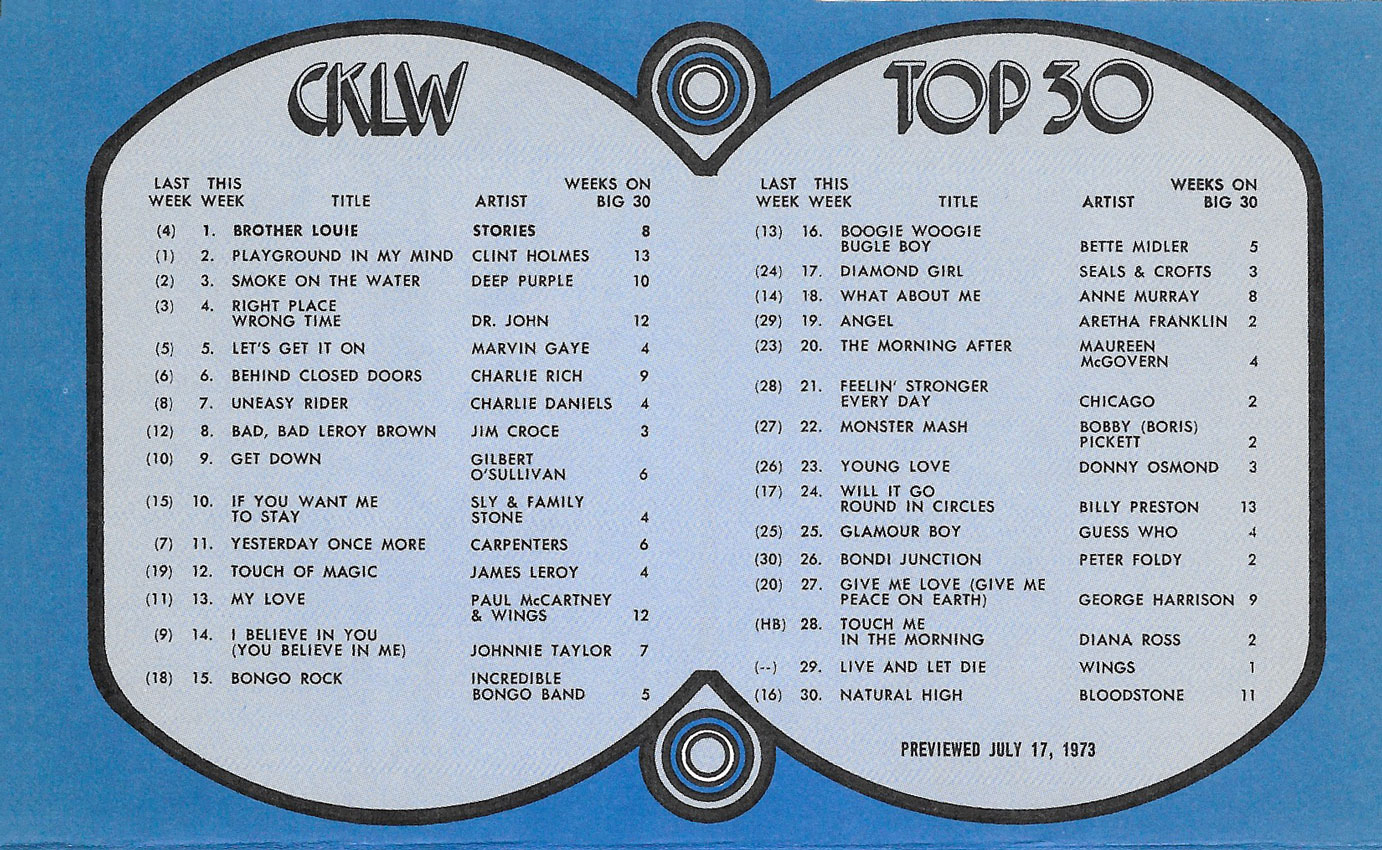 CKLW
LAST THIS WEEKS ON
WEEK WEEK TITLE ARTIST BIG 30
(4) 1. BROTHER LOUIE STORIES 8
(1) 2. PLAYGROUND IN MY MIND CLINT HOLMES 13
(2) 3. SMOKE ON THE WATER DEEP PURPLE 10
(3) 4. RIGHT PLACE
WRONG TIME DR. JOHN 12
(5) 5. LET'S GET IT ON MARVIN GAYE 4
(6) 6. BEHIND CLOSED DOORS CHARLIE RICH 9
(8) 7. UNEASY RIDER CHARLIE DANIELS 4
(12) 8. BAD, BAD LEROY BROWN JIM CROCE 3
(10) 9. GET DOWN GILBERT
O'SULLIVAN 6
(15) 10. IF YOU WANT ME SLY & FAMILY
TO STAY STONE 4
(7) 11. YESTERDAY ONCE MORE CARPENTERS 6
(19) 12. TOUCH OF MAGIC JAMES LEROY 4
(11) 13. MY LOVE PAUL McCARTNEY
& WINGS 12
(9) 14. I BELIEVE IN YOU
(YOU BELIEVE IN ME) JOHNNIE TAYLOR 7
(18) 15. BONGO ROCK INCREDIBLE
BONGO BAND 5
TOP 30
LAST THIS WEEKS ON
WEEK WEEK TITLE ARTIST BIG 30
(13) 16. BOOGIE WOOGIE
BUGLE BOY BETTE MIDLER 5
(24) 17. DIAMOND GIRL SEALS & CROFTS 3
(14) 18. WHAT ABOUT ME ANNE MURRAY 8
(29) 19. ANGEL ARETHA FRANKLIN 2
(23) 20. THE MORNING AFTER MAUREEN
McGOVERN 4
(28) 21. FEELIN' STRONGER
EVERY DAY CHICAGO 2
(27) 22. MONSTER MASH BOBBY (BORIS)
PICKETT 2
(26) 23. YOUNG LOVE DONNY OSMOND 3
(17) 24. WILL IT GO
ROUND IN CIRCLES BILLY PRESTON 13
(25) 25. GLAMOUR BOY GUESS WHO 4
(30) 26. BONDI JUNCTION PETER FOLDY 2
(20) 27. GIVE ME LOVE (GIVE ME
PEACE ON EARTH) GEORGE HARRISON 9
(HB) 28. TOUCH ME
IN THE MORNING DIANA ROSS 2
(--) 29. LIVE AND LET DIE WINGS 1
(16) 30. NATURAL HIGH BLOODSTONE 11
PREVIEWED JULY 17, 1973